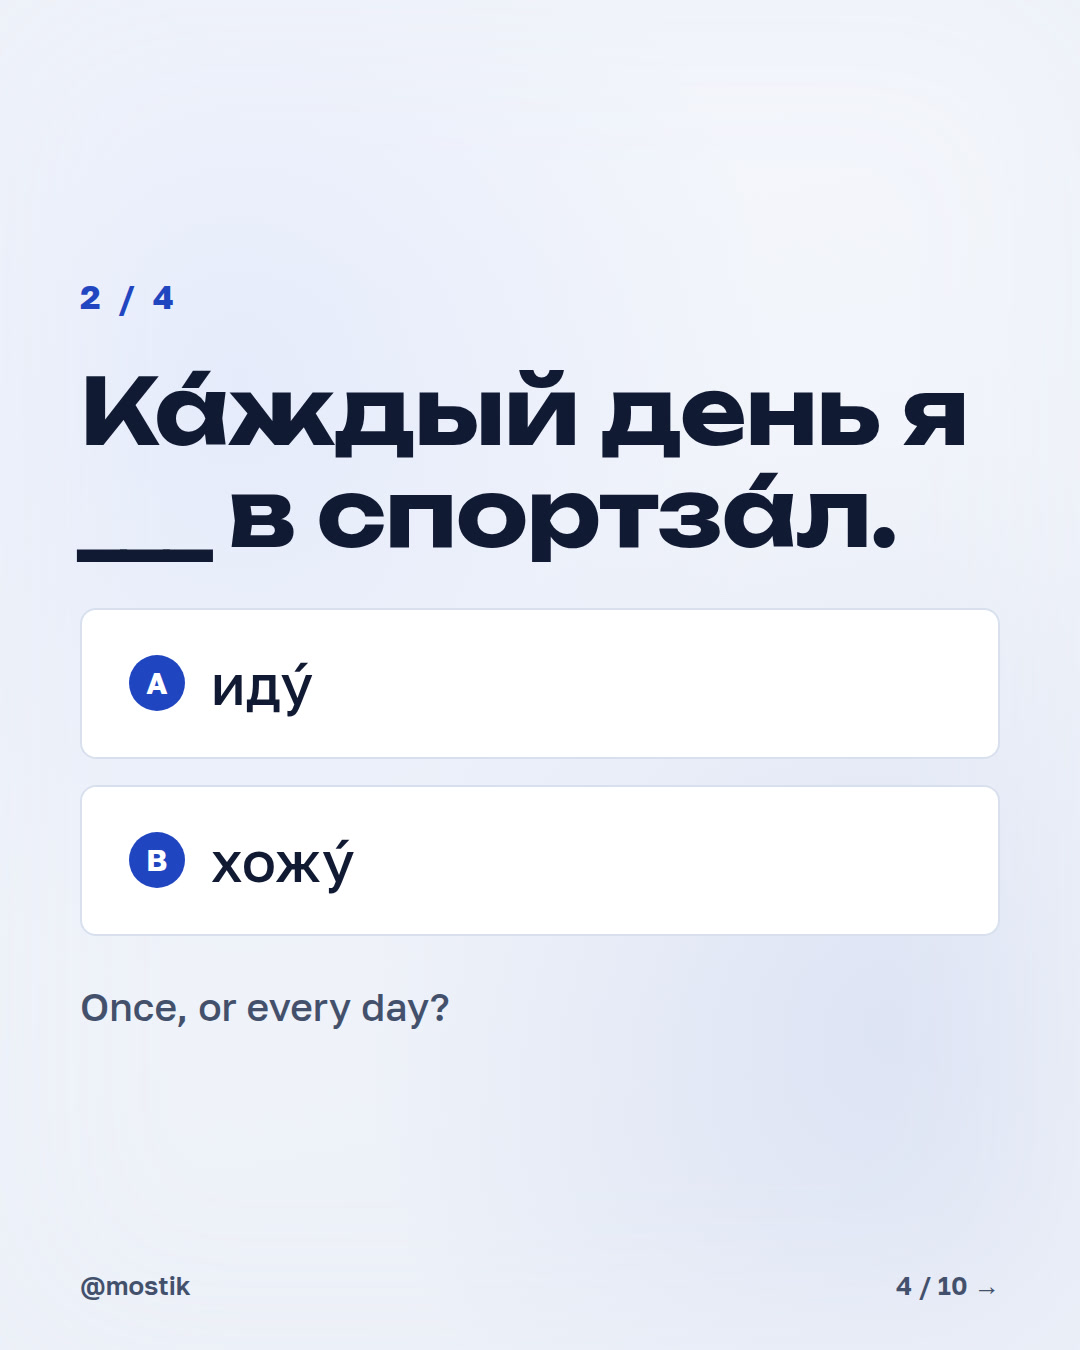 2 / 4
Ка́ждый день я
___ в спортза́л.
A иду́
B хожу́
Once, or every day?
@mostik
4 / 10 →